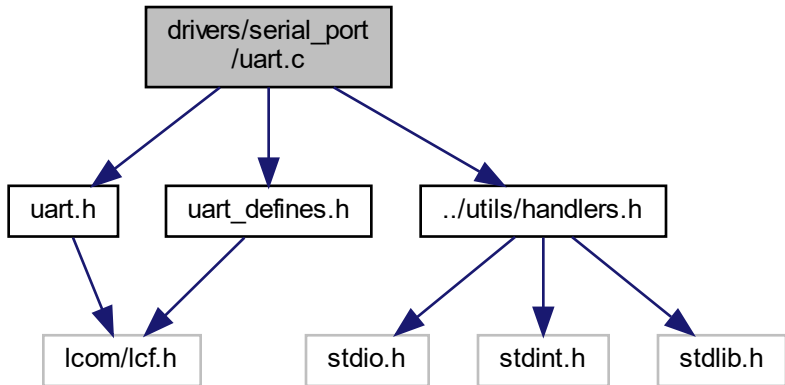 drivers/serial_port
/uart.c
uart.h
uart_defines.h
../utils/handlers.h
lcom/lcf.h
stdio.h
stdint.h
stdlib.h